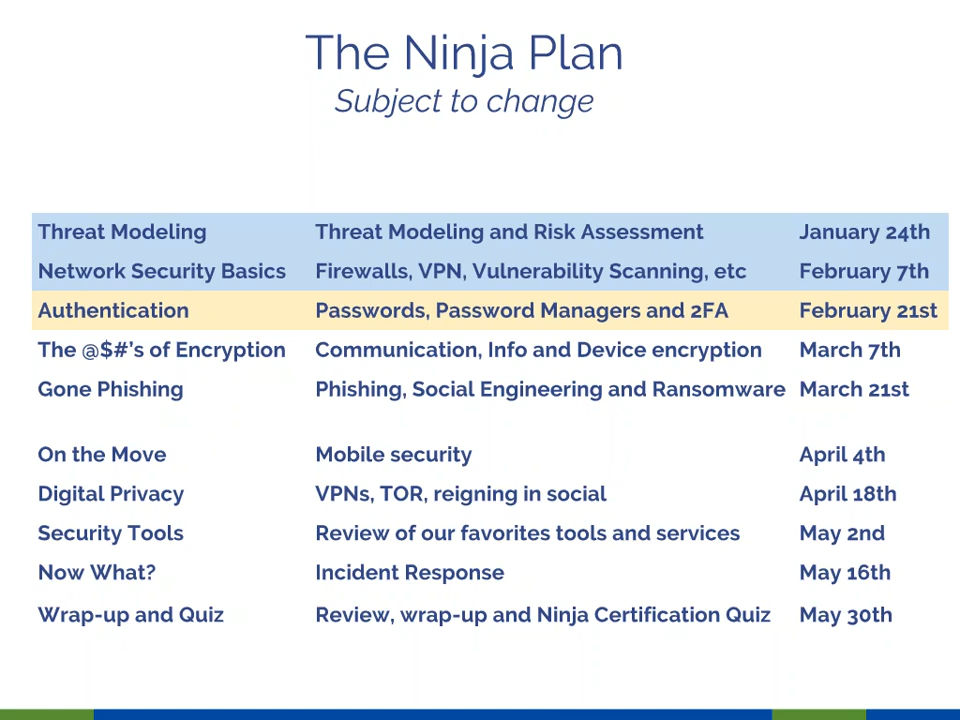 The Ninja Plan
Subject to change
Threat Modeling Threat Modeling and Risk Assessment January 24th
Network Security Basics Firewalls, VPN, Vulnerability Scanning, etc February 7th
Authentication Passwords, Password Managers and 2FA February 21st
The @$#'s of Encryption Communication, Info and Device encryption March 7th
Gone Phishing Phishing, Social Engineering and Ransomware March 21st
On the Move Mobile security April 4th
Digital Privacy VPNs, TOR, reigning in social April 18th
Security Tools Review of our favorites tools and services May 2nd
Now What? Incident Response May 16th
Wrap-up and Quiz Review, wrap-up and Ninja Certification Quiz May 30th